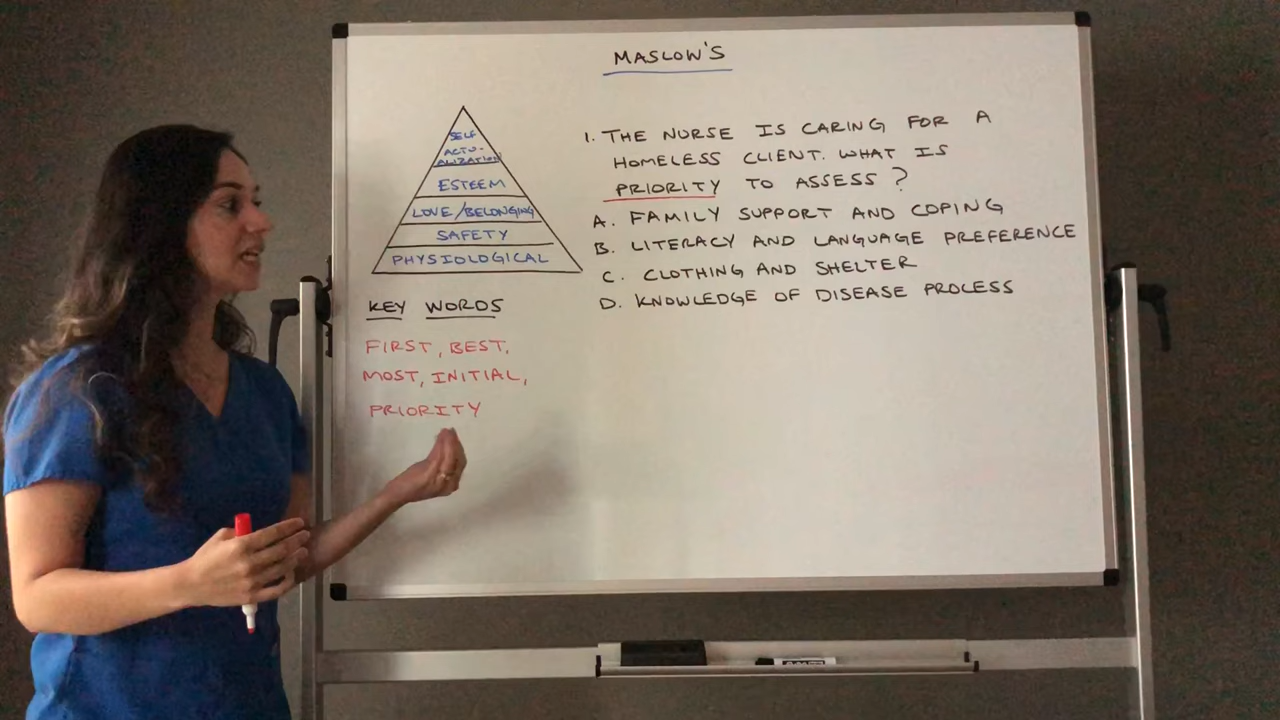 MASLOW'S
SELF
ACTU-
ALIZATION
ESTEEM
LOVE/BELONGING
SAFETY
PHYSIOLOGICAL
KEY WORDS
FIRST, BEST,
MOST, INITIAL,
PRIORITY
1. THE NURSE IS CARING FOR A
HOMELESS CLIENT. WHAT IS
PRIORITY TO ASSESS?
A. FAMILY SUPPORT AND COPING
B. LITERACY AND LANGUAGE PREFERENCE
C. CLOTHING AND SHELTER
D. KNOWLEDGE OF DISEASE PROCESS